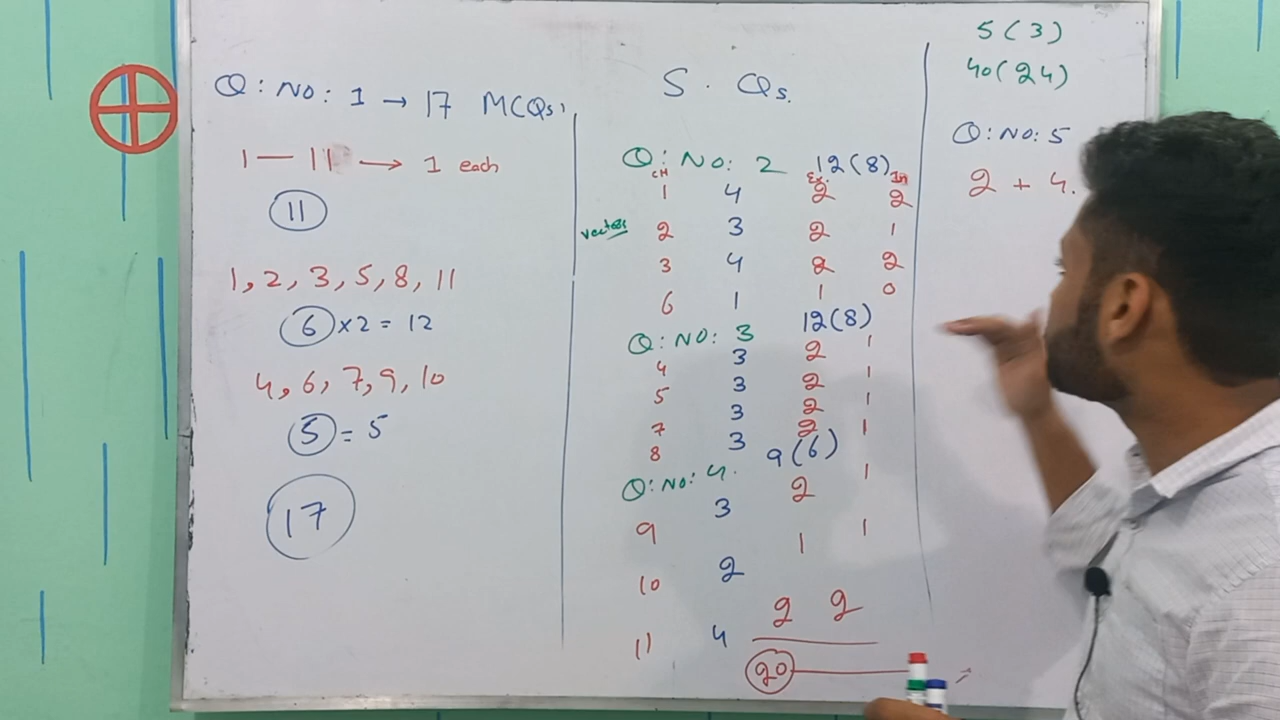 Q: NO: 1 → 17 MCQs.
1 — 11 → 1 each
11
1, 2, 3, 5, 8, 11
6 x 2 = 12
4, 6, 7, 9, 10
5 = 5
17
S. Qs.
Q: NO: 2 12(8)
CH Ex. In
1 4 2 2
vectors 2 3 2 1
3 4 2 2
6 1 1 0
Q: NO: 3 12(8)
4 3 2 1
5 3 2 1
7 3 2 1
8 3 2 1
Q: NO: 4. 9(6)
9 3 2 1
10 2 1 1
11 4 2 2
20
5(3)
40(24)
Q: NO: 5
2 + 4.